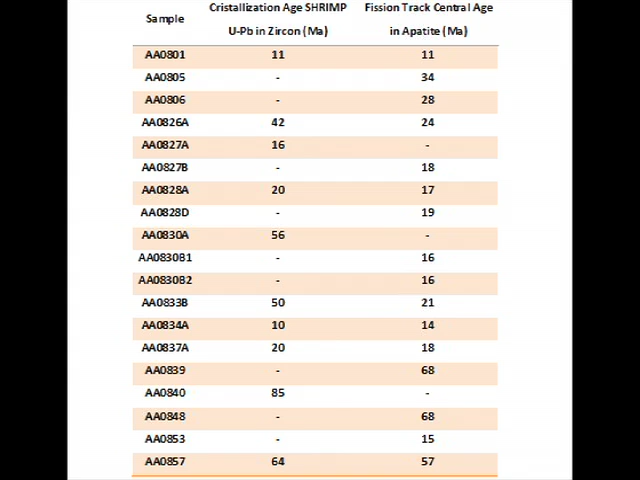 Sample Cristallization Age SHRIMP U-Pb in Zircon (Ma) Fission Track Central Age in Apatite (Ma)
AA0801 11 11
AA0805 - 34
AA0806 - 28
AA0826A 42 24
AA0827A 16 -
AA0827B - 18
AA0828A 20 17
AA0828D - 19
AA0830A 56 -
AA0830B1 - 16
AA0830B2 - 16
AA0833B 50 21
AA0834A 10 14
AA0837A 20 18
AA0839 - 68
AA0840 85 -
AA0848 - 68
AA0853 - 15
AA0857 64 57